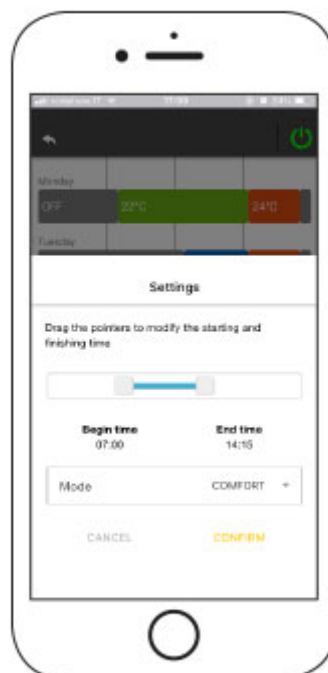 Monday
OFF 22°C 24°C
Tuesday
Settings
Drag the pointers to modify the starting and
finishing time
Begin time End time
07:00 14:15
Mode COMFORT
CANCEL CONFIRM